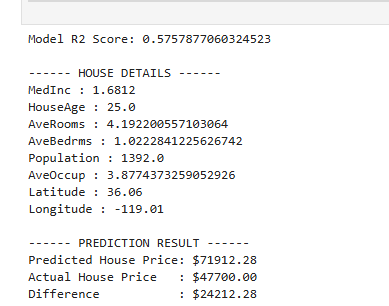 Model R2 Score: 0.5757877060324523
------ HOUSE DETAILS ------
MedInc : 1.6812
HouseAge : 25.0
AveRooms : 4.192200557103064
AveBedrms : 1.0222841225626742
Population : 1392.0
AveOccup : 3.8774373259052926
Latitude : 36.06
Longitude : -119.01
------ PREDICTION RESULT ------
Predicted House Price: $71912.28
Actual House Price   : $47700.00
Difference           : $24212.28